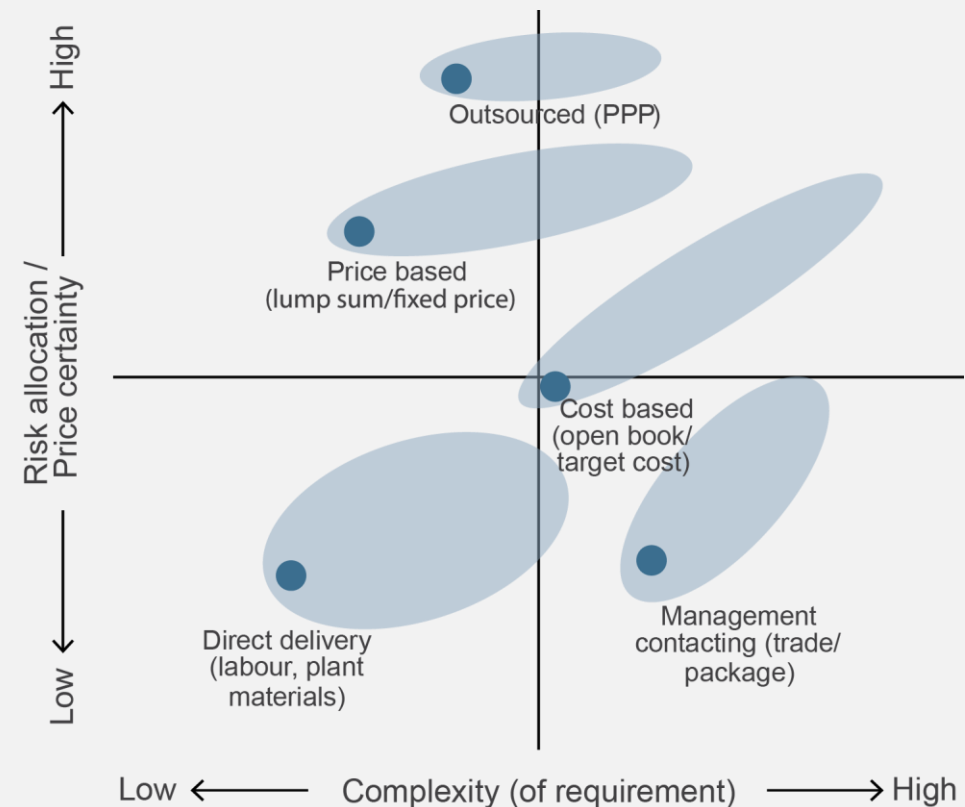 High
Risk allocation /
Price certainty
Low
Outsourced (PPP)
Price based
(lump sum/fixed price)
Cost based
(open book/
target cost)
Direct delivery
(labour, plant
materials)
Management
contacting (trade/
package)
Low
Complexity (of requirement)
High